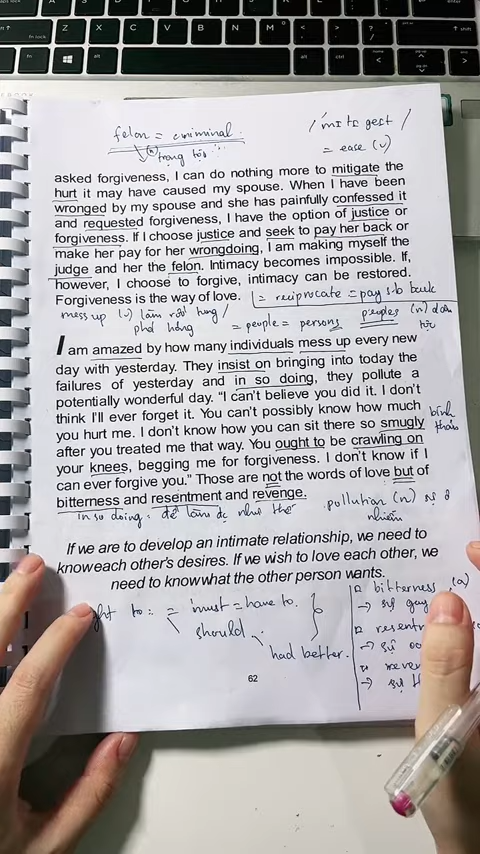 felon = criminal
/ˈmɪtɪgeɪt/
(n) trọng tội
= ease (v)
asked forgiveness, I can do nothing more to mitigate the
hurt it may have caused my spouse. When I have been
wronged by my spouse and she has painfully confessed it
and requested forgiveness, I have the option of justice or
forgiveness. If I choose justice and seek to pay her back or
make her pay for her wrongdoing, I am making myself the
judge and her the felon. Intimacy becomes impossible. If,
however, I choose to forgive, intimacy can be restored.
Forgiveness is the way of love.
= reciprocate = pay s.b back
mess up (v) làm rối tung /
phá hỏng
= people = persons
peoples (n) dân
tộc
I am amazed by how many individuals mess up every new
day with yesterday. They insist on bringing into today the
failures of yesterday and in so doing, they pollute a
potentially wonderful day. "I can't believe you did it. I don't
think I'll ever forget it. You can't possibly know how much
you hurt me. I don't know how you can sit there so smugly
after you treated me that way. You ought to be crawling on
your knees, begging me for forgiveness. I don't know if I
can ever forgive you." Those are not the words of love but of
bitterness and resentment and revenge.
in so doing: để làm đc như thế
pollution (n) sự ô
nhiễm
If we are to develop an intimate relationship, we need to
knoweach other's desires. If we wish to love each other, we
need to know what the other person wants.
ght to: = must = have to.
should
had better.
bitterness (n)
→ sự
→ sự
→ sự
62